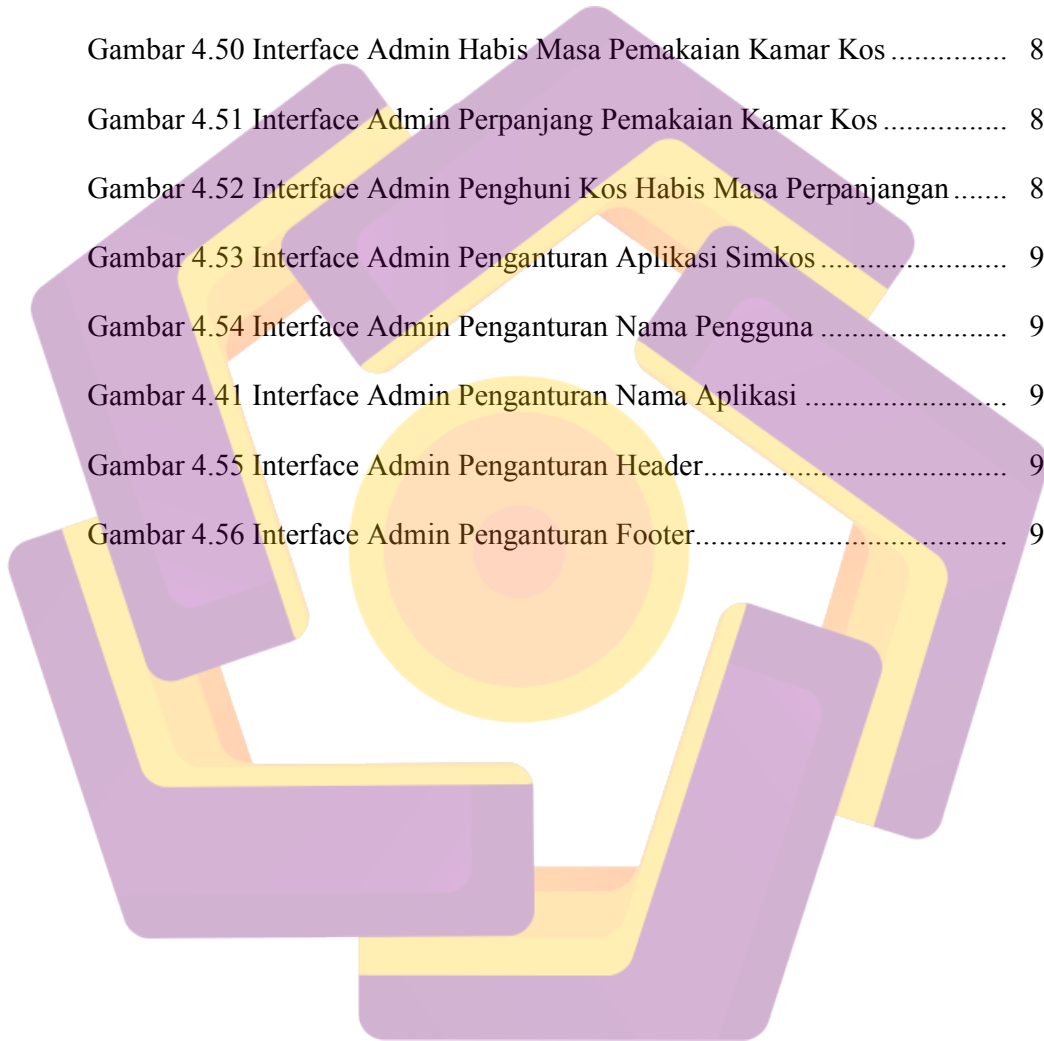 Gambar 4.50 Interface Admin Habis Masa Pemakaian Kamar Kos ............... 8
Gambar 4.51 Interface Admin Perpanjang Pemakaian Kamar Kos ............... 8
Gambar 4.52 Interface Admin Penghuni Kos Habis Masa Perpanjangan ....... 8
Gambar 4.53 Interface Admin Penganturan Aplikasi Simkos ....................... 9
Gambar 4.54 Interface Admin Penganturan Nama Pengguna ....................... 9
Gambar 4.41 Interface Admin Penganturan Nama Aplikasi ......................... 9
Gambar 4.55 Interface Admin Penganturan Header..................................... 9
Gambar 4.56 Interface Admin Penganturan Footer...................................... 9